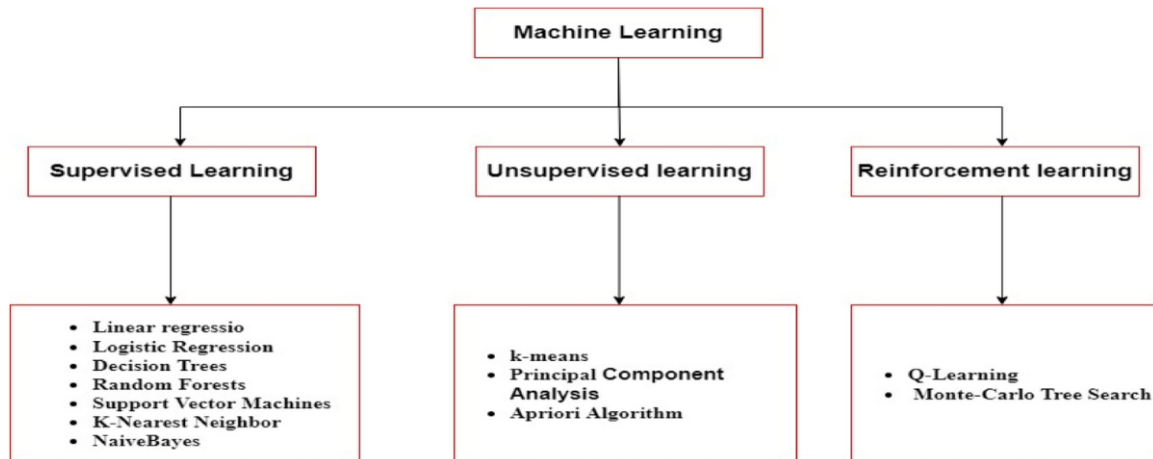 Machine Learning
Supervised Learning
Unsupervised learning
Reinforcement learning
• Linear regressio
• Logistic Regression
• Decision Trees
• Random Forests
• Support Vector Machines
• K-Nearest Neighbor
• NaiveBayes
• k-means
• Principal Component
Analysis
• Apriori Algorithm
• Q-Learning
• Monte-Carlo Tree Search